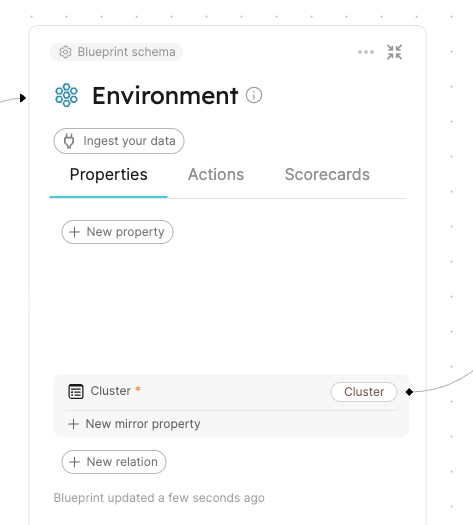 Blueprint schema
Environment
Ingest your data
Properties Actions Scorecards
+ New property
Cluster * Cluster
+ New mirror property
+ New relation
Blueprint updated a few seconds ago